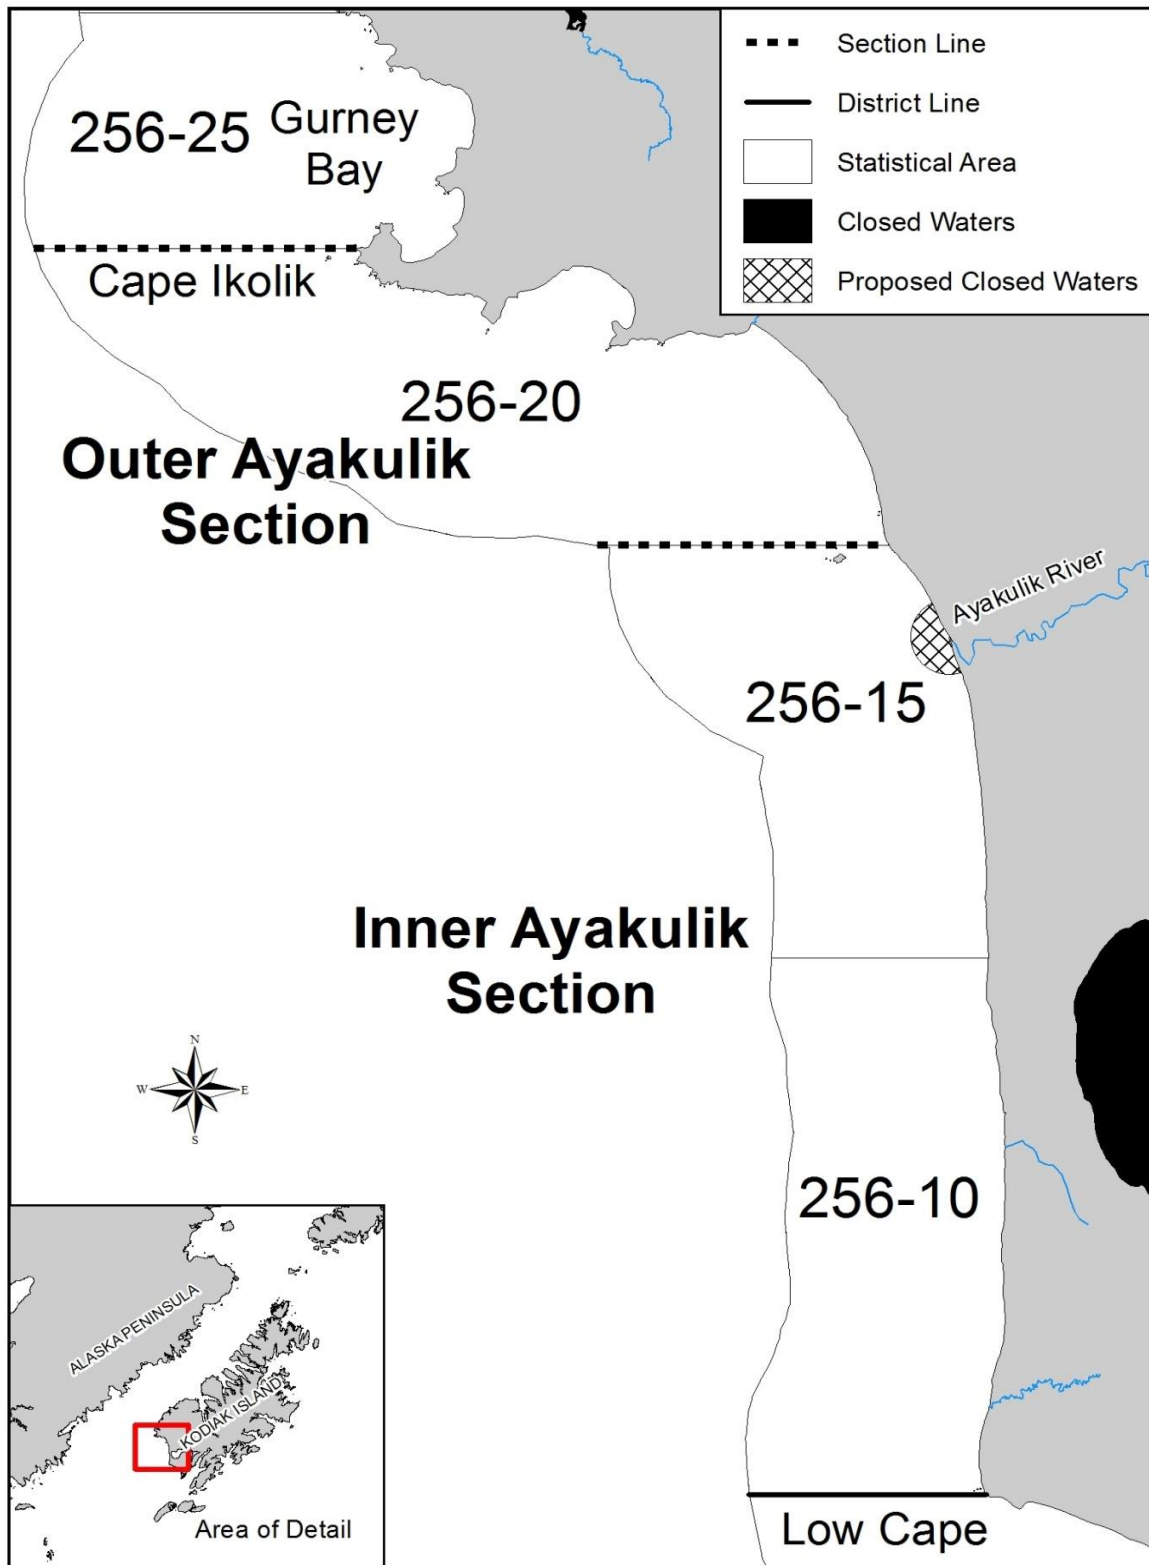 Section Line
District Line
Statistical Area
Closed Waters
Proposed Closed Waters
256-25
Gurney
Bay
Cape Ikolik
256-20
Outer Ayakulik
Section
Ayakulik River
256-15
Inner Ayakulik
Section
N
W
E
S
256-10
ALASKA PENINSULA
KODIAK ISLAND
Area of Detail
Low Cape